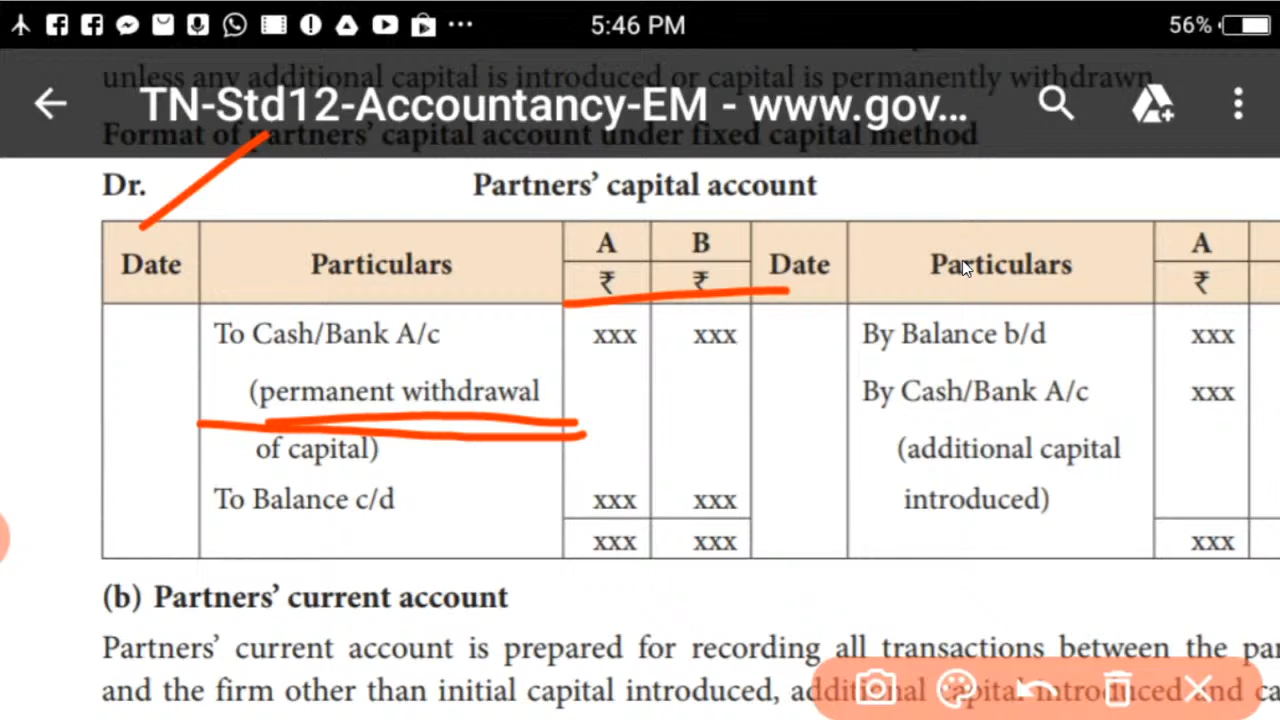 5:46 PM
56%
unless any additional capital is introduced or capital is permanently withdrawn
TN-Std12-Accountancy-EM - www.gov...
Format of partners' capital account under fixed capital method
Dr. Partners' capital account
Date Particulars A B Date Particulars A
₹ ₹ ₹
To Cash/Bank A/c xxx xxx By Balance b/d xxx
(permanent withdrawal By Cash/Bank A/c xxx
of capital) (additional capital
To Balance c/d xxx xxx introduced)
xxx xxx xxx
(b) Partners' current account
Partners' current account is prepared for recording all transactions between the
and the firm other than initial capital introduced, additional capital introduced and